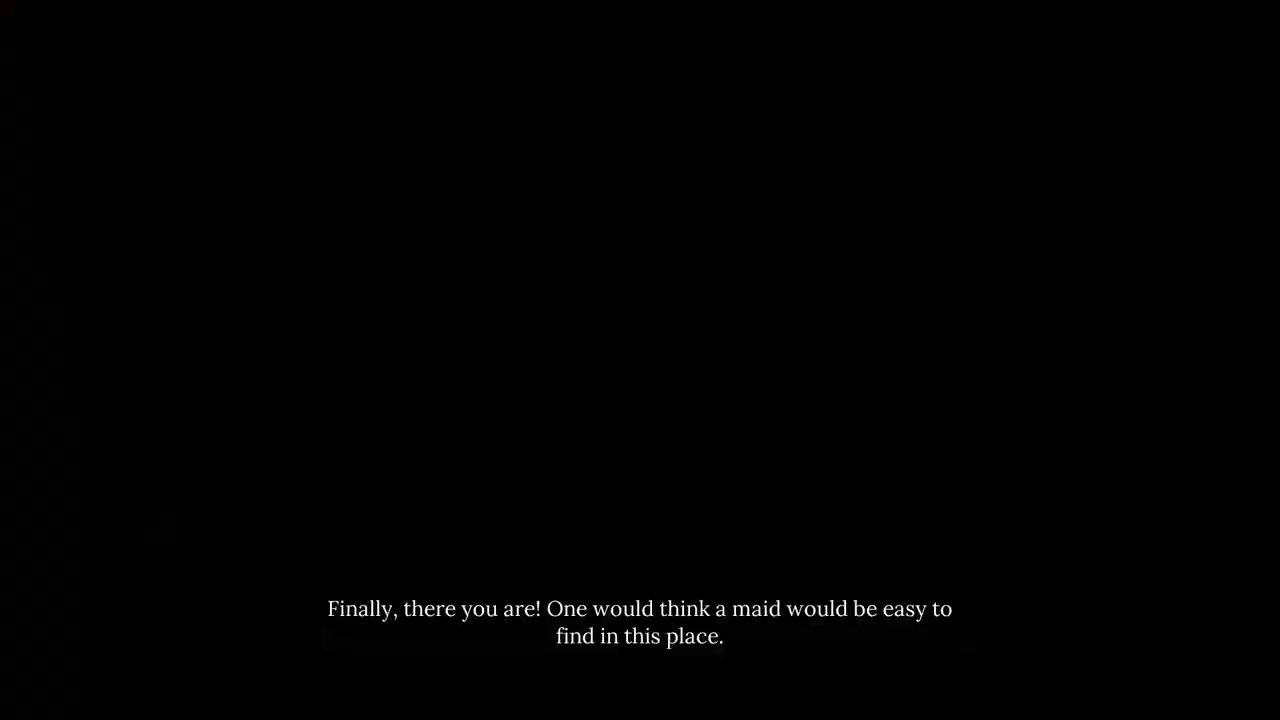 Finally, there you are! One would think a maid would be easy to
find in this place.